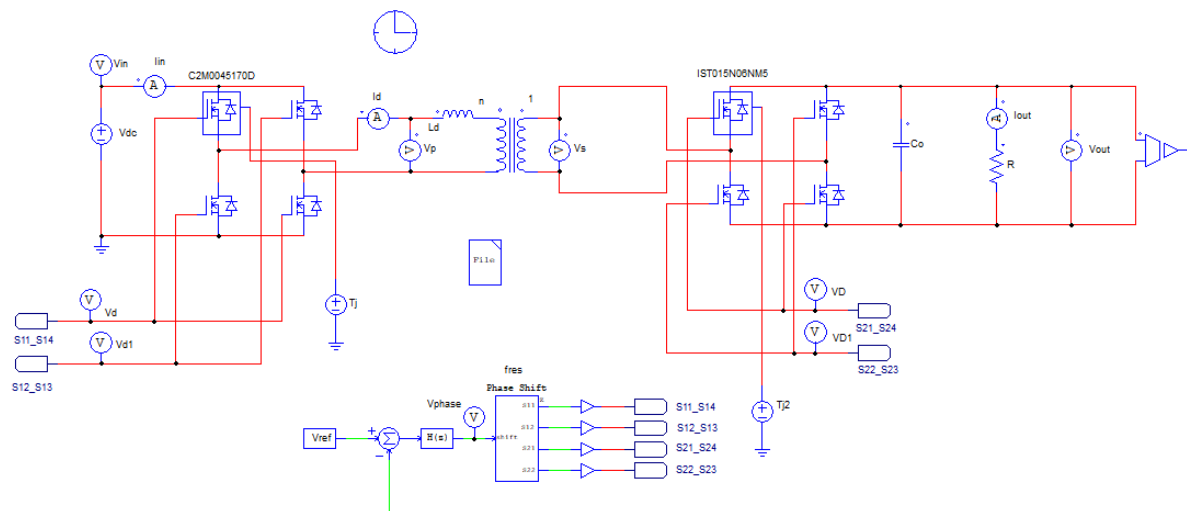 Vin
Iin
C2M0045170D
IST015N06NM5
V
A
Id
n
1
A
A
Iout
Vdc
Ld
V
Vp
V
Vs
Co
R
V
Vout
File
V
Vd
Tj
V
VD
S11_S14
S21_S24
V
Vd1
V
VD1
S12_S13
S22_S23
fres
Phase Shift
Vphase
V
S11
S11_S14
Tj2
Vref
+
Σ
−
H(s)
shift
S12
S12_S13
S21
S21_S24
S22
S22_S23